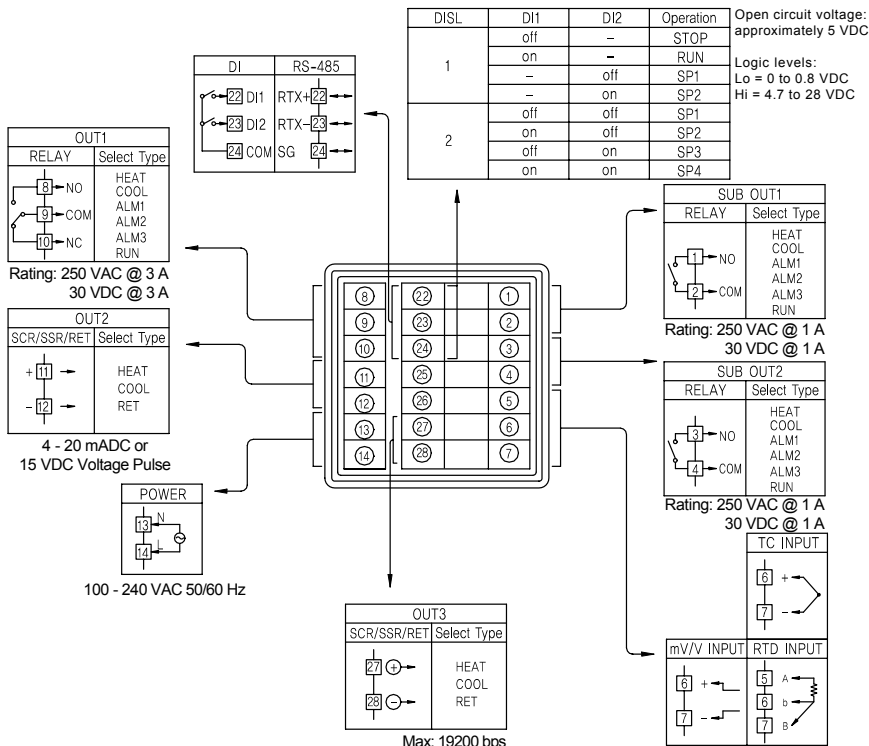 DISL DI1 DI2 Operation
1 off – STOP
on – RUN
– off SP1
– on SP2
2 off off SP1
on off SP2
off on SP3
on on SP4
Open circuit voltage:
approximately 5 VDC
Logic levels:
Lo = 0 to 0.8 VDC
Hi = 4.7 to 28 VDC
DI RS-485
22 DI1 RTX+ 22
23 DI2 RTX- 23
24 COM SG 24
OUT1
RELAY Select Type
8 NO
9 COM
10 NC
HEAT
COOL
ALM1
ALM2
ALM3
RUN
Rating: 250 VAC @ 3 A
30 VDC @ 3 A
OUT2
SCR/SSR/RET Select Type
+ 11
- 12
HEAT
COOL
RET
4 - 20 mADC or
15 VDC Voltage Pulse
POWER
13 N
14 L
100 - 240 VAC 50/60 Hz
8 22 1
9 23 2
10 24 3
11 25 4
12 26 5
13 27 6
14 28 7
SUB OUT1
RELAY Select Type
1 NO
2 COM
HEAT
COOL
ALM1
ALM2
ALM3
RUN
Rating: 250 VAC @ 1 A
30 VDC @ 1 A
SUB OUT2
RELAY Select Type
3 NO
4 COM
HEAT
COOL
ALM1
ALM2
ALM3
RUN
Rating: 250 VAC @ 1 A
30 VDC @ 1 A
TC INPUT
6 +
7 -
mV/V INPUT RTD INPUT
6 +
7 -
5 A
6 b
7 B
OUT3
SCR/SSR/RET Select Type
27 +
28 -
HEAT
COOL
RET
Max: 19200 bps